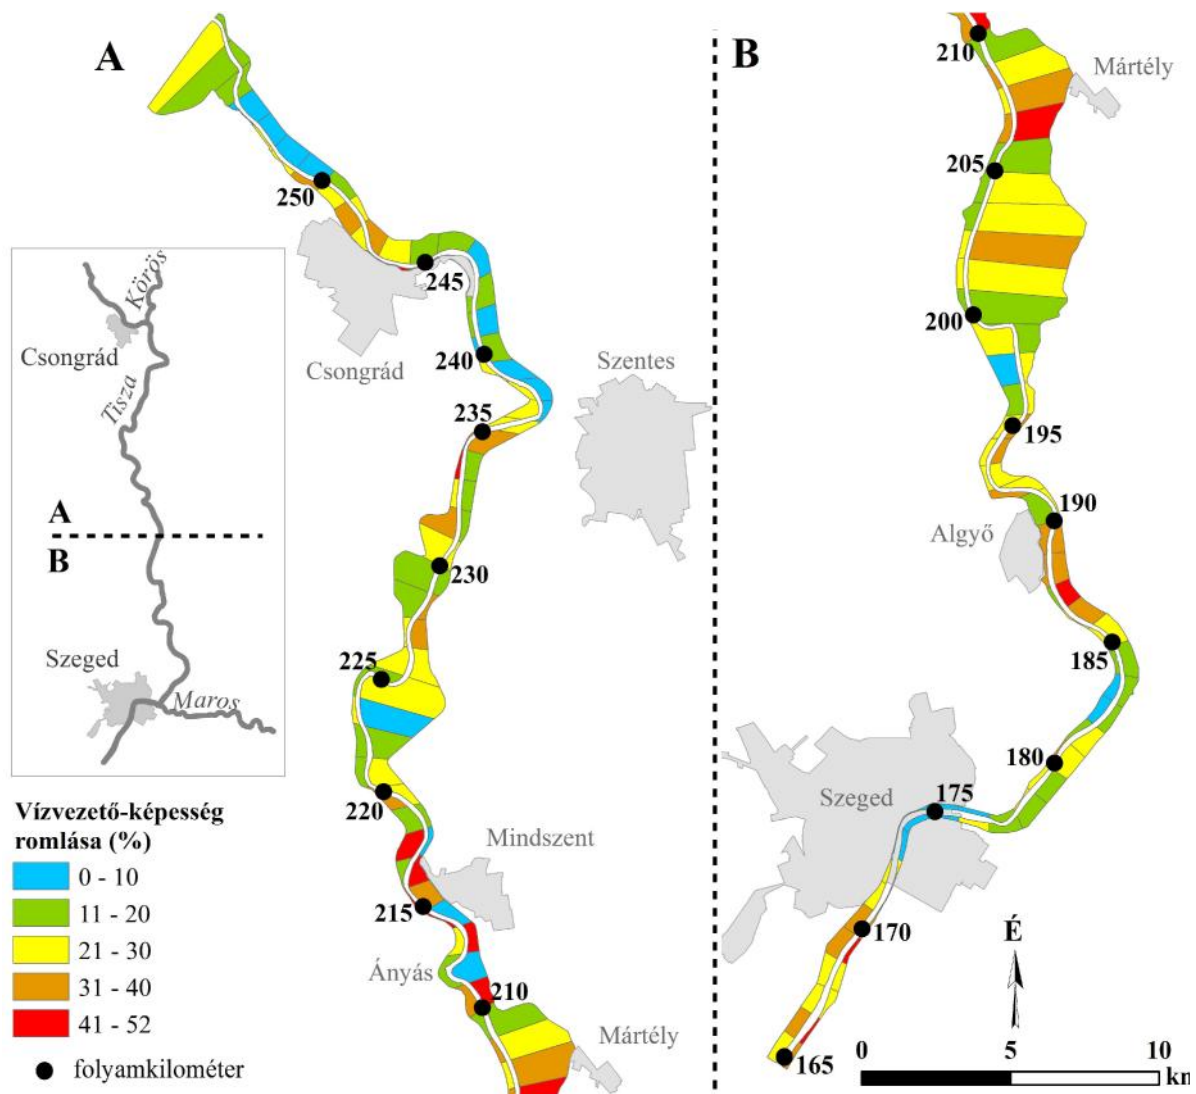 A
250
245
Csongrád
240
Szentes
235
230
225
220
Mindszent
215
Ányás
210
Mártély
Körös
Csongrád
Tisza
A
B
Szeged
Maros
Vízvezető-képesség
romlása (%)
0 - 10
11 - 20
21 - 30
31 - 40
41 - 52
folyamkilométer
B
210
Mártély
205
200
195
190
Algyő
185
180
175
Szeged
170
165
É
0 5 10
km